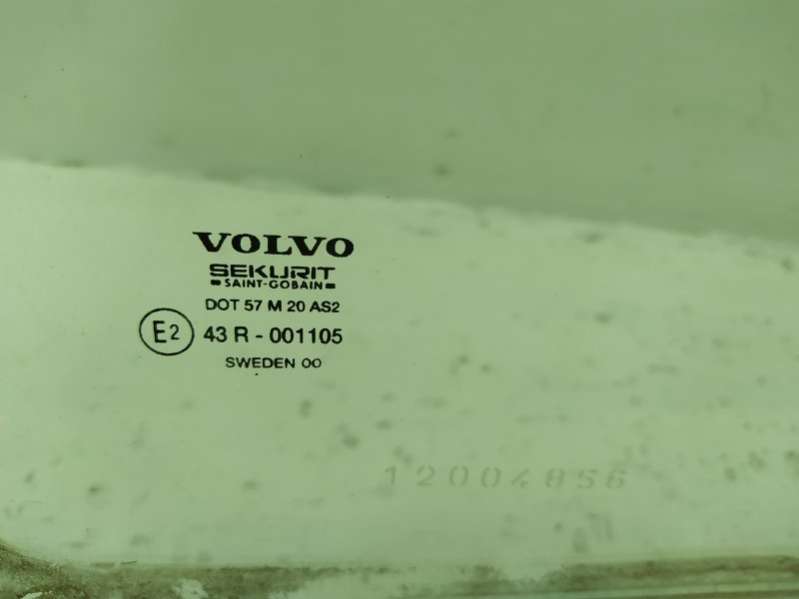 VOLVO
SEKURIT
SAINT-GOBAIN
DOT 57 M 20 AS2
E2 43 R - 001105
SWEDEN 00
12004856